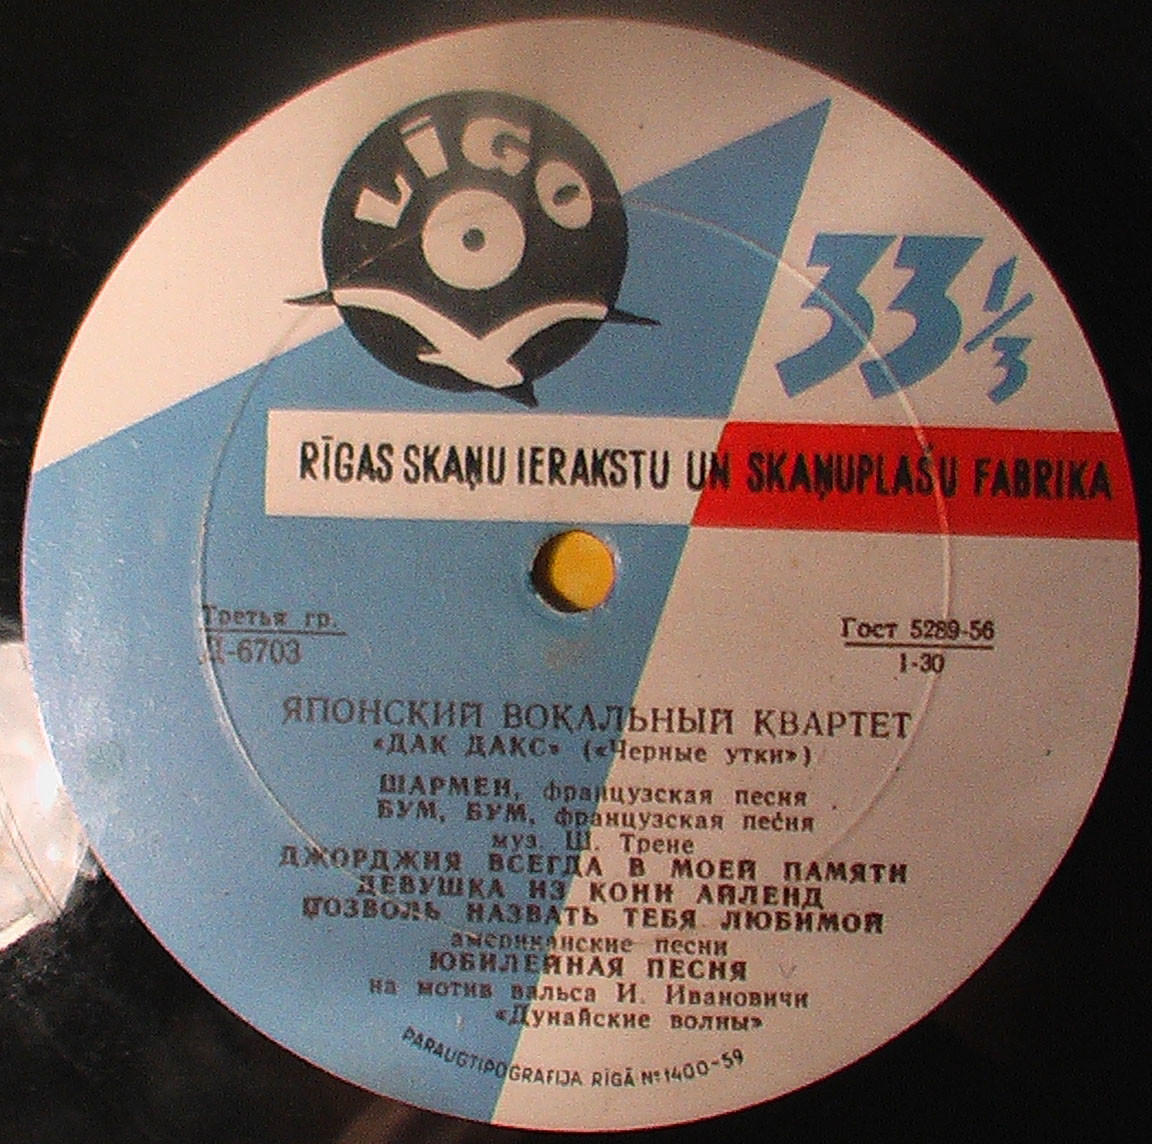 LĪGO
33 1/3
RĪGAS SKAŅU IERAKSTU UN SKAŅUPLAŠU FABRIKA
Третья гр.
Д-6703
Гост 5289-56
1-30
ЯПОНСКИЙ ВОКАЛЬНЫЙ КВАРТЕТ
«ДАК ДАКС» («Черные утки»)
ШАРМЕН, французская песня
БУМ, БУМ, французская песня
муз. Ш. Трене
ДЖОРДЖИЯ ВСЕГДА В МОЕЙ ПАМЯТИ
ДЕВУШКА ИЗ КОНИ АЙЛЕНД
ПОЗВОЛЬ НАЗВАТЬ ТЕБЯ ЛЮБИМОЙ
американские песни
ЮБИЛЕЙНАЯ ПЕСНЯ
на мотив вальса И. Ивановичи
«Дунайские волны»
PARAUGTIPOGRAFIJA RĪGĀ № 1400-59